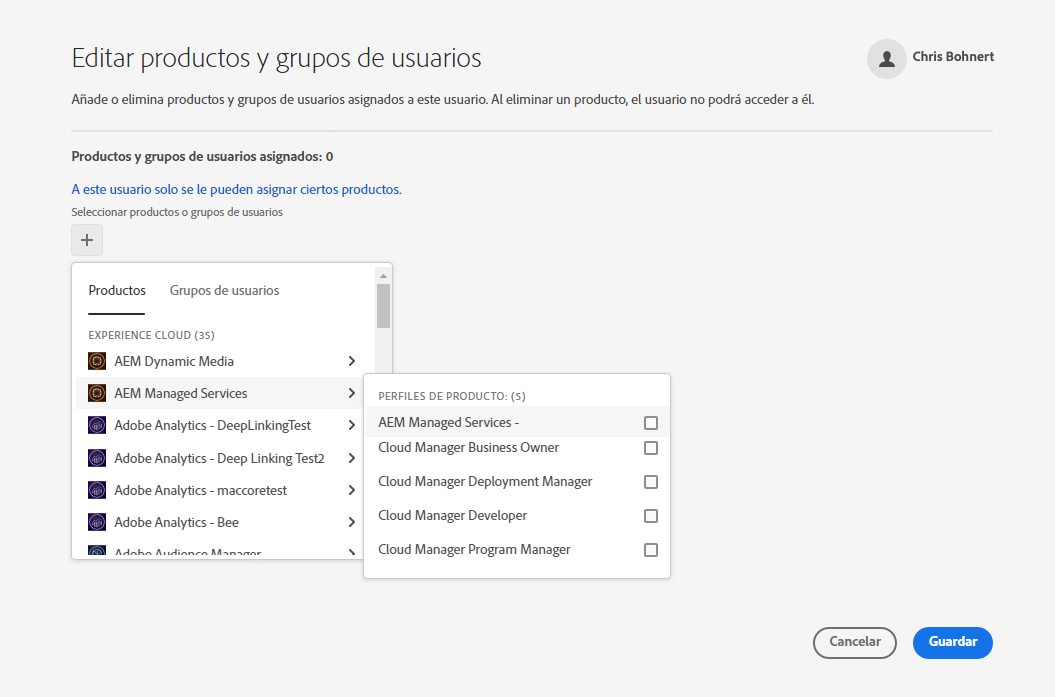 Editar productos y grupos de usuarios
Chris Bohnert
Añade o elimina productos y grupos de usuarios asignados a este usuario. Al eliminar un producto, el usuario no podrá acceder a él.
Productos y grupos de usuarios asignados: 0
A este usuario solo se le pueden asignar ciertos productos.
Seleccionar productos o grupos de usuarios
Productos
Grupos de usuarios
EXPERIENCE CLOUD (35)
AEM Dynamic Media
AEM Managed Services
Adobe Analytics - DeepLinkingTest
Adobe Analytics - Deep Linking Test2
Adobe Analytics - maccoretest
Adobe Analytics - Bee
Adobe Audience Manager
PERFILES DE PRODUCTO: (5)
AEM Managed Services -
Cloud Manager Business Owner
Cloud Manager Deployment Manager
Cloud Manager Developer
Cloud Manager Program Manager
Cancelar
Guardar